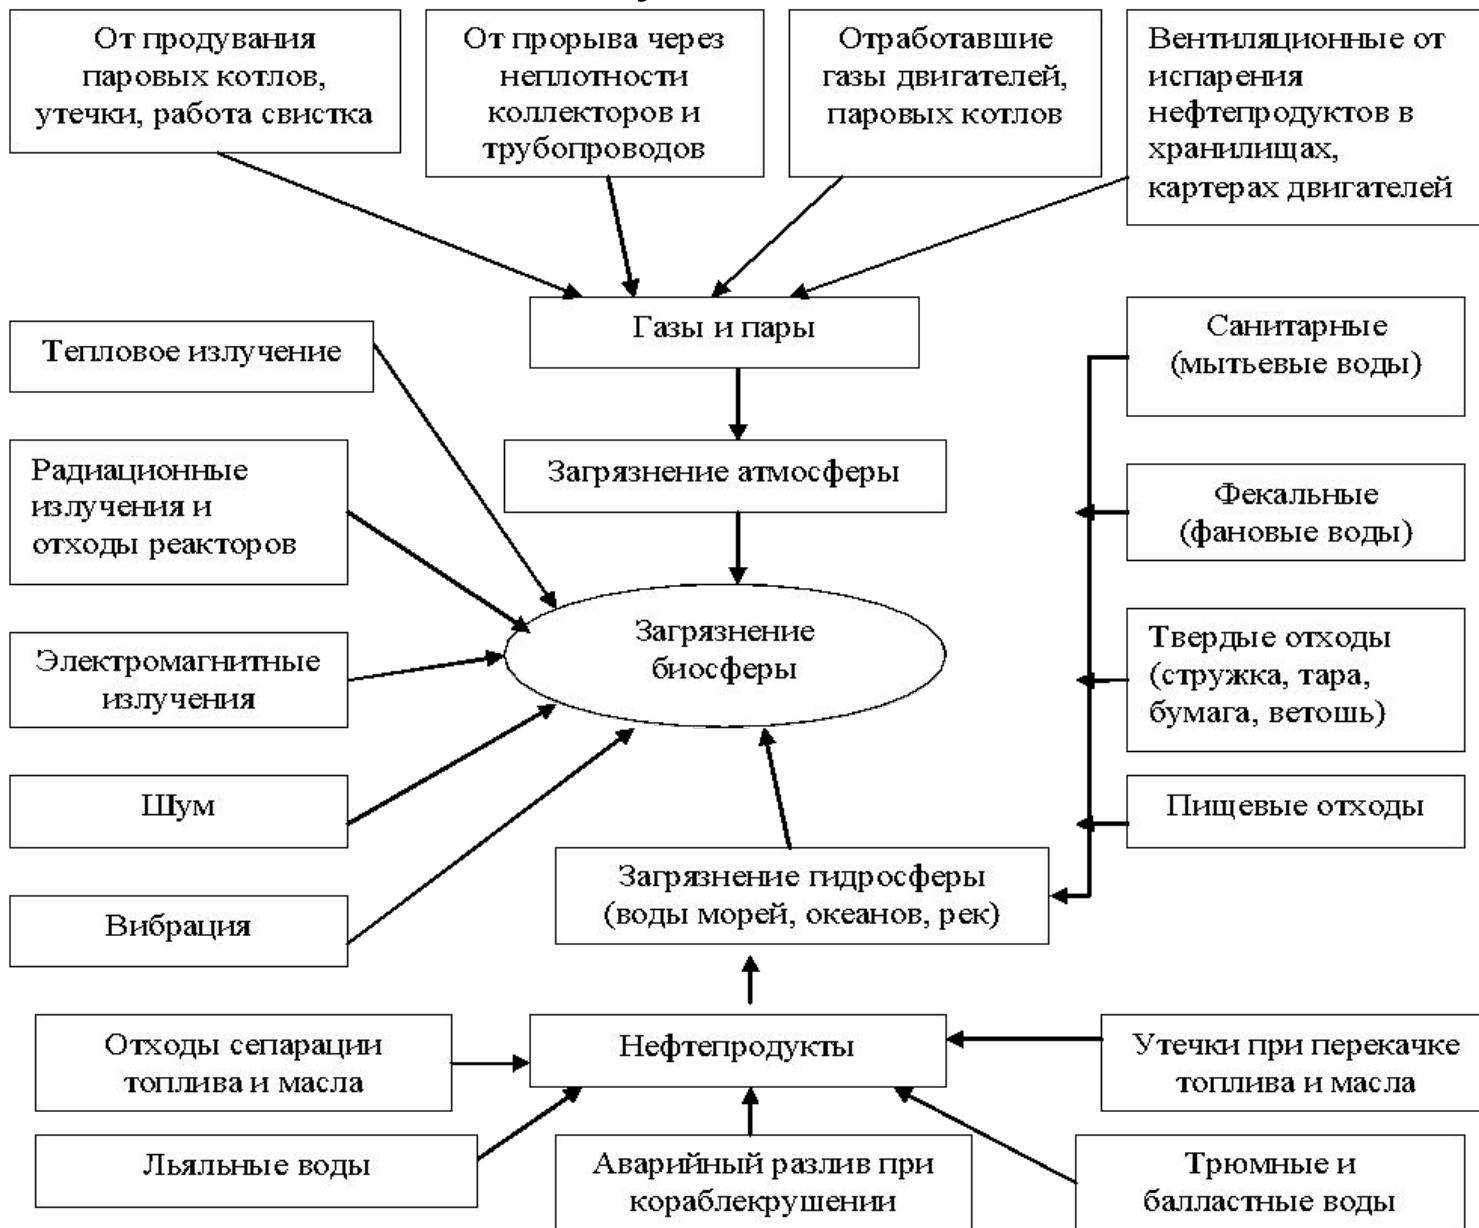 От продувания
паровых котлов,
утечки, работа свистка
От прорыва через
неплотности
коллекторов и
трубопроводов
Отработавшие
газы двигателей,
паровых котлов
Вентиляционные от
испарения
нефтепродуктов в
хранилищах,
картерах двигателей
Газы и пары
Тепловое излучение
Санитарные
(мытьевые воды)
Загрязнение атмосферы
Радиационные
излучения и
отходы реакторов
Фекальные
(фановые воды)
Загрязнение
биосферы
Электромагнитные
излучения
Твердые отходы
(стружка, тара,
бумага, ветошь)
Шум
Пищевые отходы
Загрязнение гидросферы
(воды морей, океанов, рек)
Вибрация
Отходы сепарации
топлива и масла
Нефтепродукты
Утечки при перекачке
топлива и масла
Льяльные воды
Аварийный разлив при
кораблекрушении
Трюмные и
балластные воды